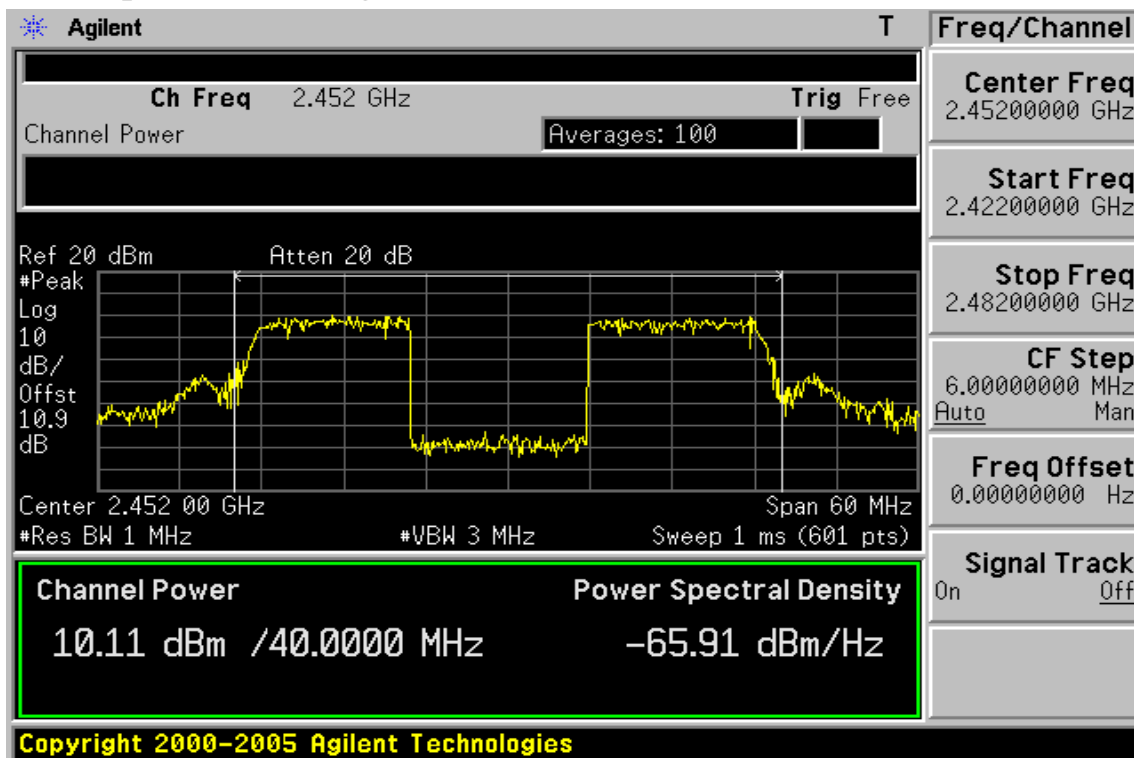 Agilent
T
Freq/Channel
Ch Freq 2.452 GHz
Trig Free
Channel Power
Averages: 100
Ref 20 dBm
Atten 20 dB
#Peak
Log
10
dB/
Offst
10.9
dB
Center 2.452 00 GHz
Span 60 MHz
#Res BW 1 MHz
#VBW 3 MHz
Sweep 1 ms (601 pts)
Channel Power
Power Spectral Density
10.11 dBm /40.0000 MHz
-65.91 dBm/Hz
Center Freq
2.45200000 GHz
Start Freq
2.42200000 GHz
Stop Freq
2.48200000 GHz
CF Step
6.00000000 MHz
Auto Man
Freq Offset
0.00000000 Hz
Signal Track
On Off
Copyright 2000-2005 Agilent Technologies